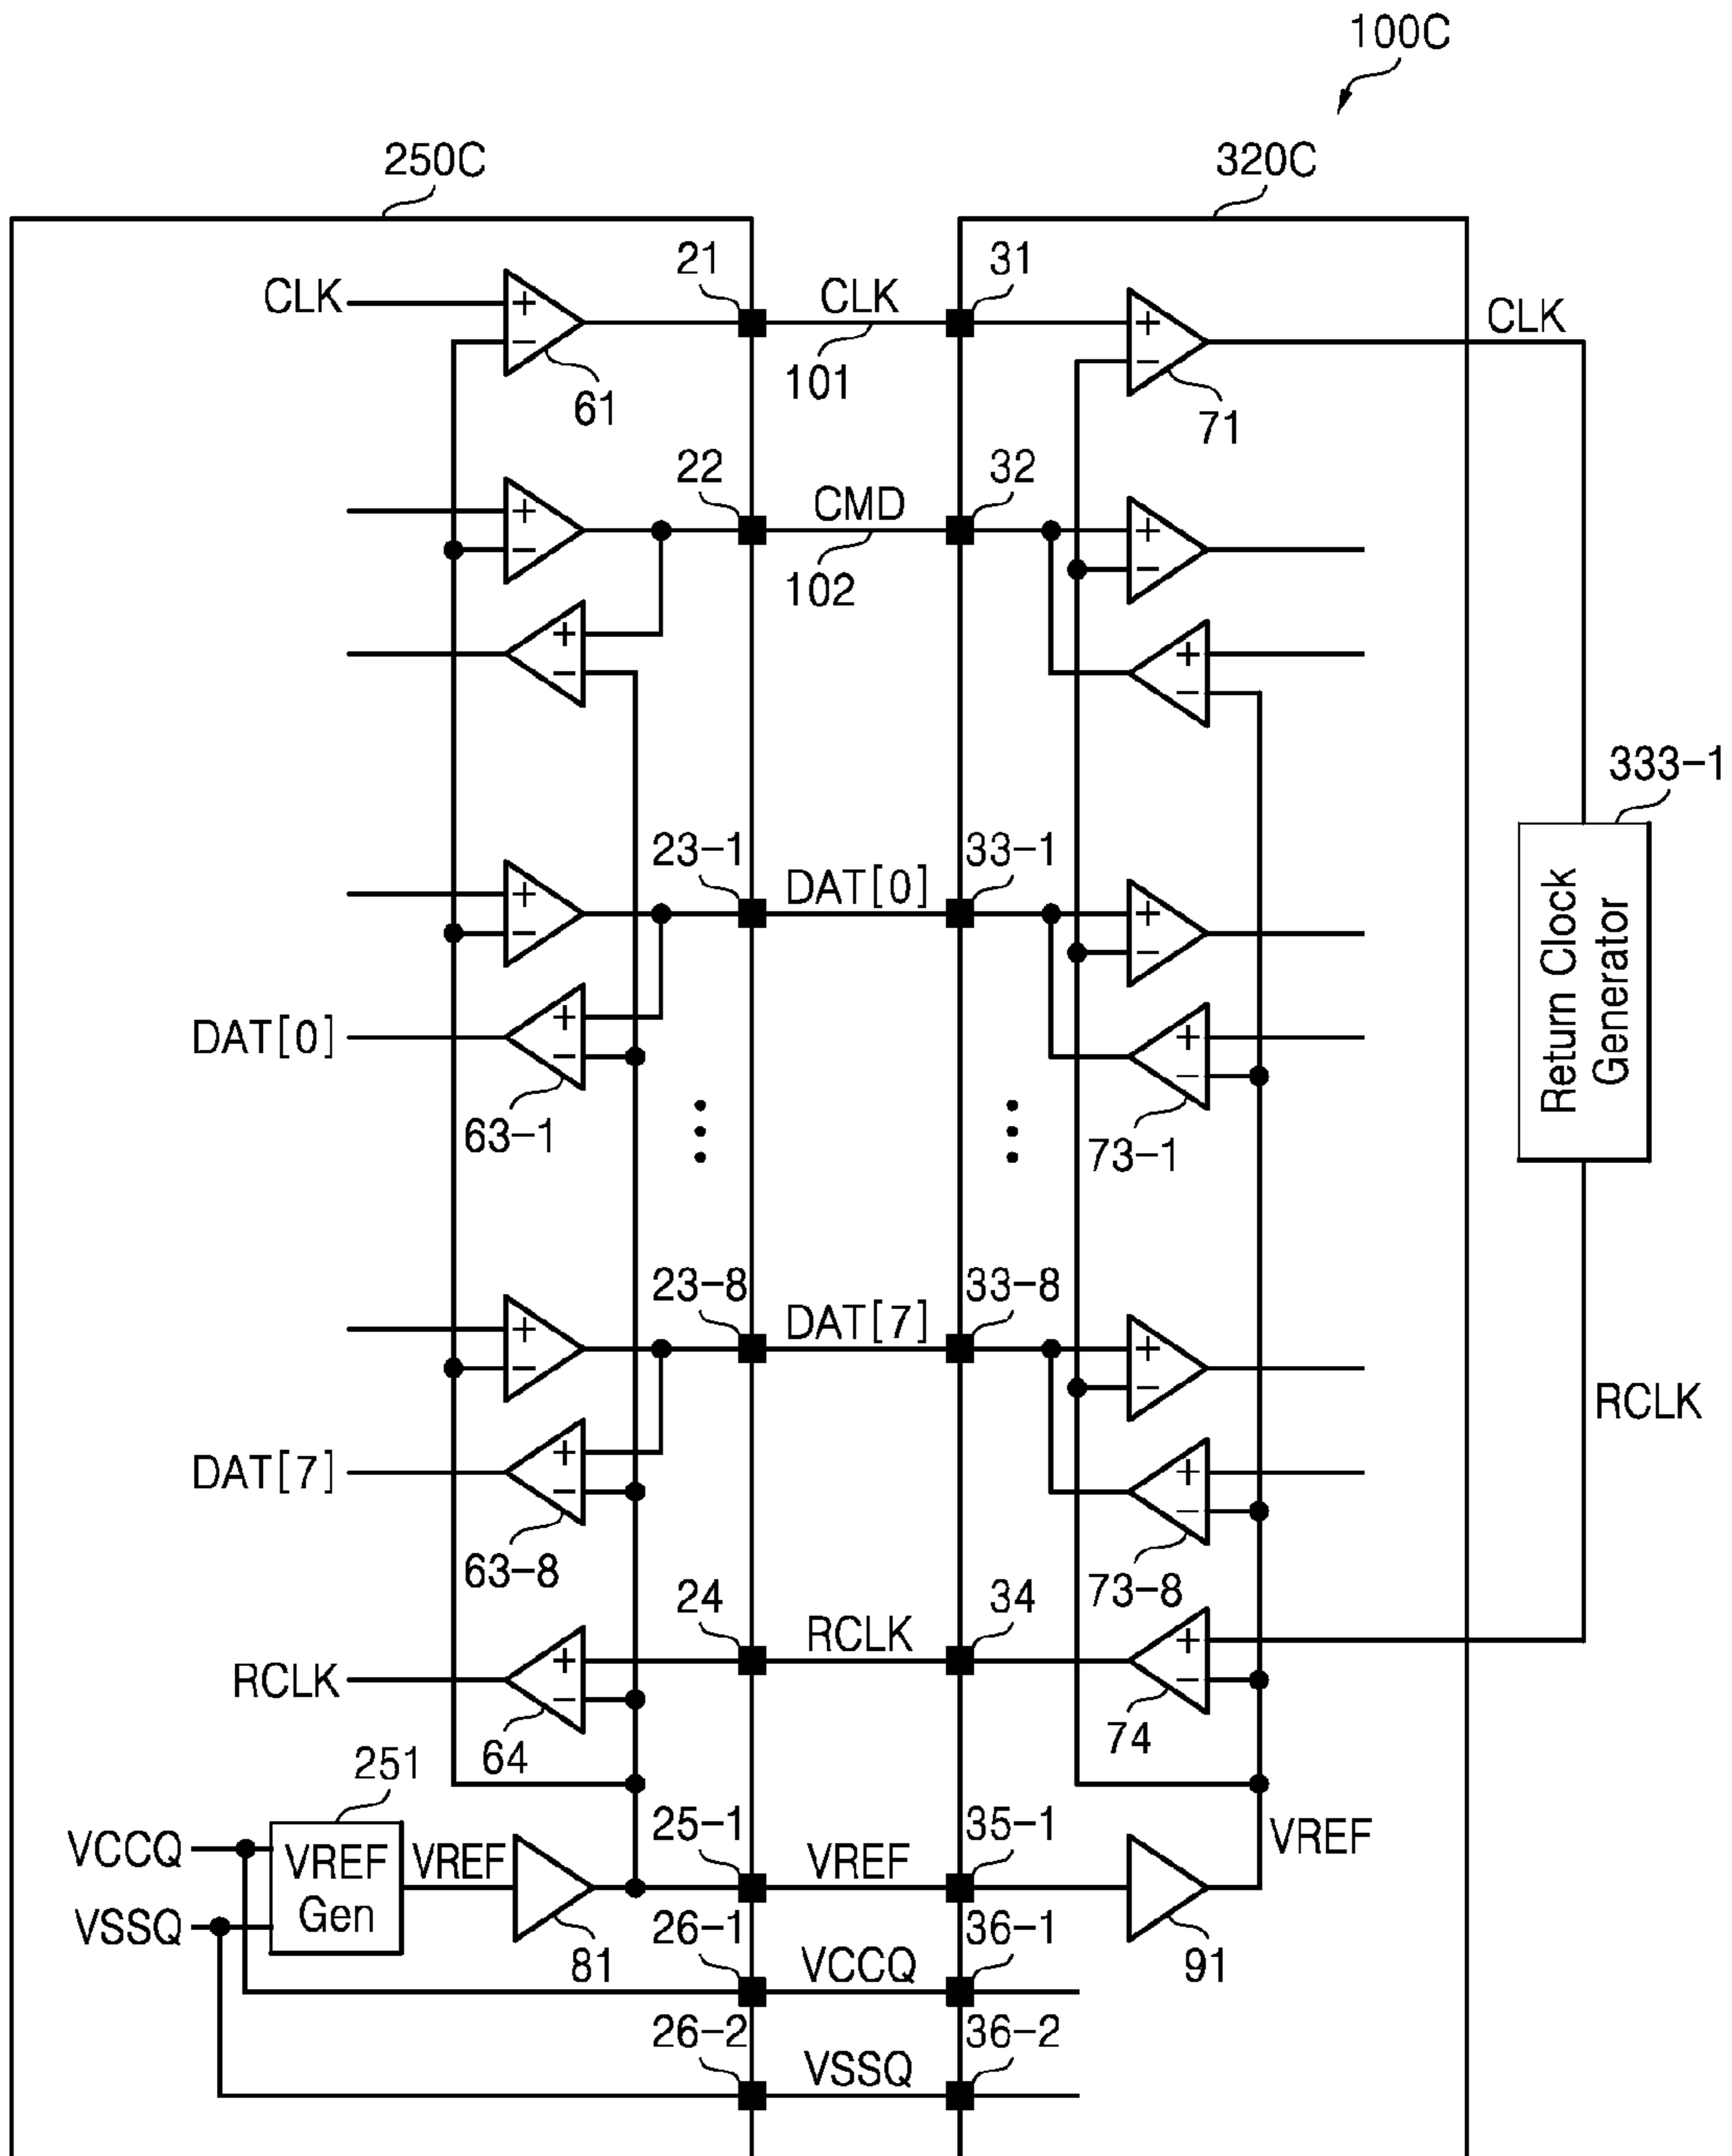 100C
250C
320C
CLK
+
−
61
21
CLK
101
31
+
−
71
CLK
22
CMD
102
32
+
−
+
−
+
−
+
−
333-1
Return Clock
Generator
23-1
DAT[0]
33-1
+
−
+
−
DAT[0]
+
−
63-1
+
−
73-1
23-8
DAT[7]
33-8
+
−
+
−
RCLK
DAT[7]
+
−
63-8
+
−
73-8
24
RCLK
34
RCLK
+
−
64
+
−
74
251
VCCQ
VSSQ
VREF
Gen
VREF
81
25-1
VREF
35-1
91
VREF
26-1
VCCQ
36-1
26-2
VSSQ
36-2